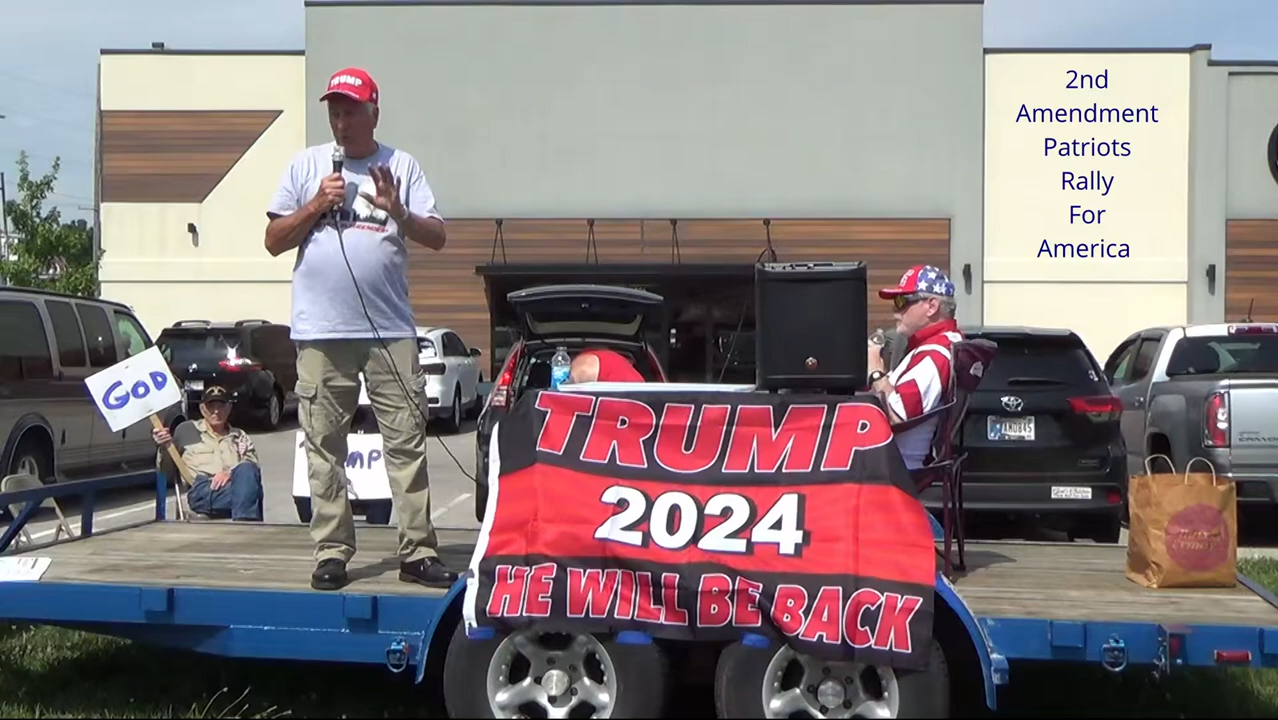 2nd
Amendment
Patriots
Rally
For
America
TRUMP
GOD
TRUMP
2024
HE WILL BE BACK